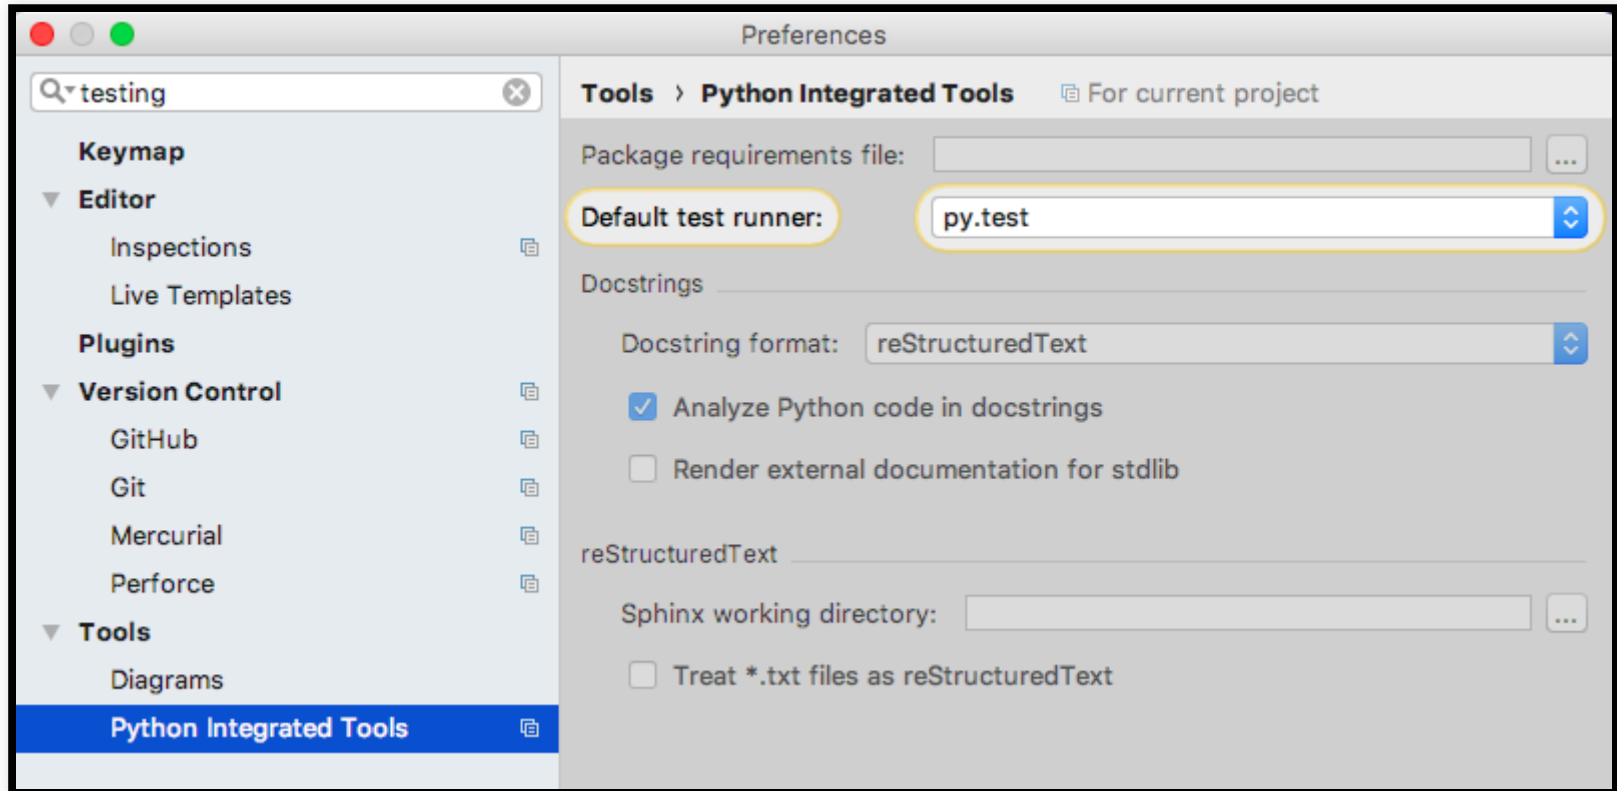 Preferences
testing
Keymap
Editor
Inspections
Live Templates
Plugins
Version Control
GitHub
Git
Mercurial
Perforce
Tools
Diagrams
Python Integrated Tools
Tools › Python Integrated Tools For current project
Package requirements file: ...
Default test runner: py.test
Docstrings
Docstring format: reStructuredText
Analyze Python code in docstrings
Render external documentation for stdlib
reStructuredText
Sphinx working directory: ...
Treat *.txt files as reStructuredText